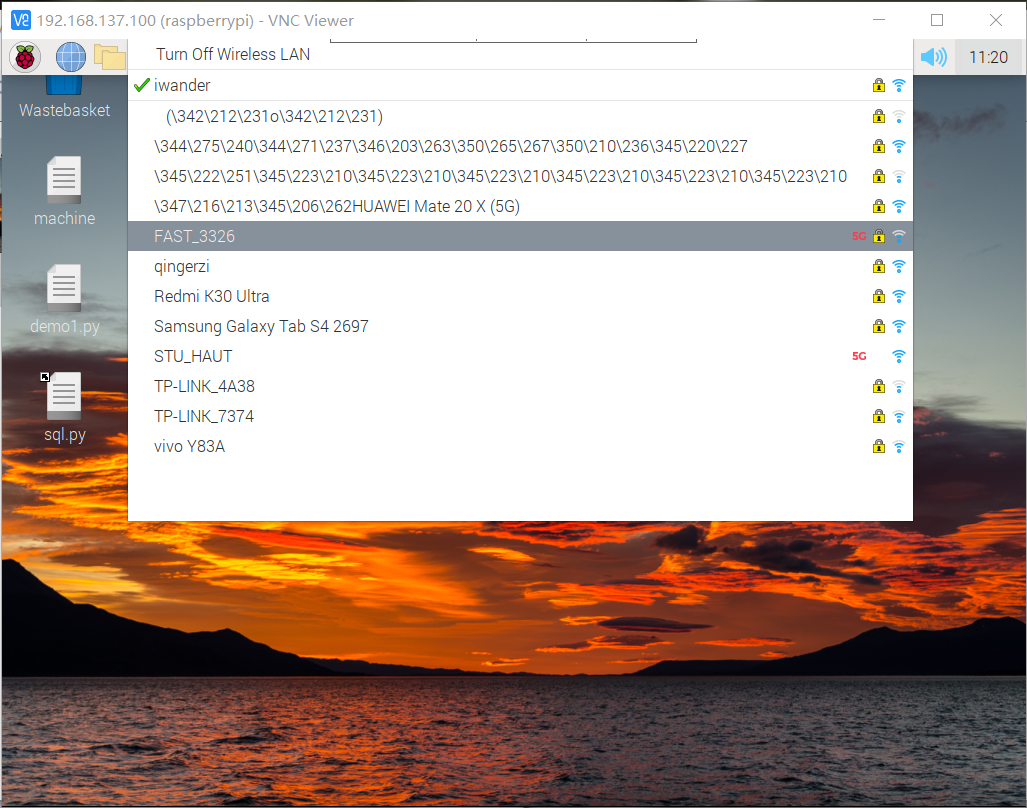 192.168.137.100 (raspberrypi) - VNC Viewer
11:20
Turn Off Wireless LAN
iwander
(\342\212\231o\342\212\231)
\344\275\240\344\271\237\346\203\263\350\265\267\350\210\236\345\220\227
\345\222\251\345\223\210\345\223\210\345\223\210\345\223\210\345\223\210\345\223\210
\347\216\213\345\206\262HUAWEI Mate 20 X (5G)
FAST_3326 5G
qingerzi
Redmi K30 Ultra
Samsung Galaxy Tab S4 2697
STU_HAUT 5G
TP-LINK_4A38
TP-LINK_7374
vivo Y83A
Wastebasket
machine
demo1.py
sql.py